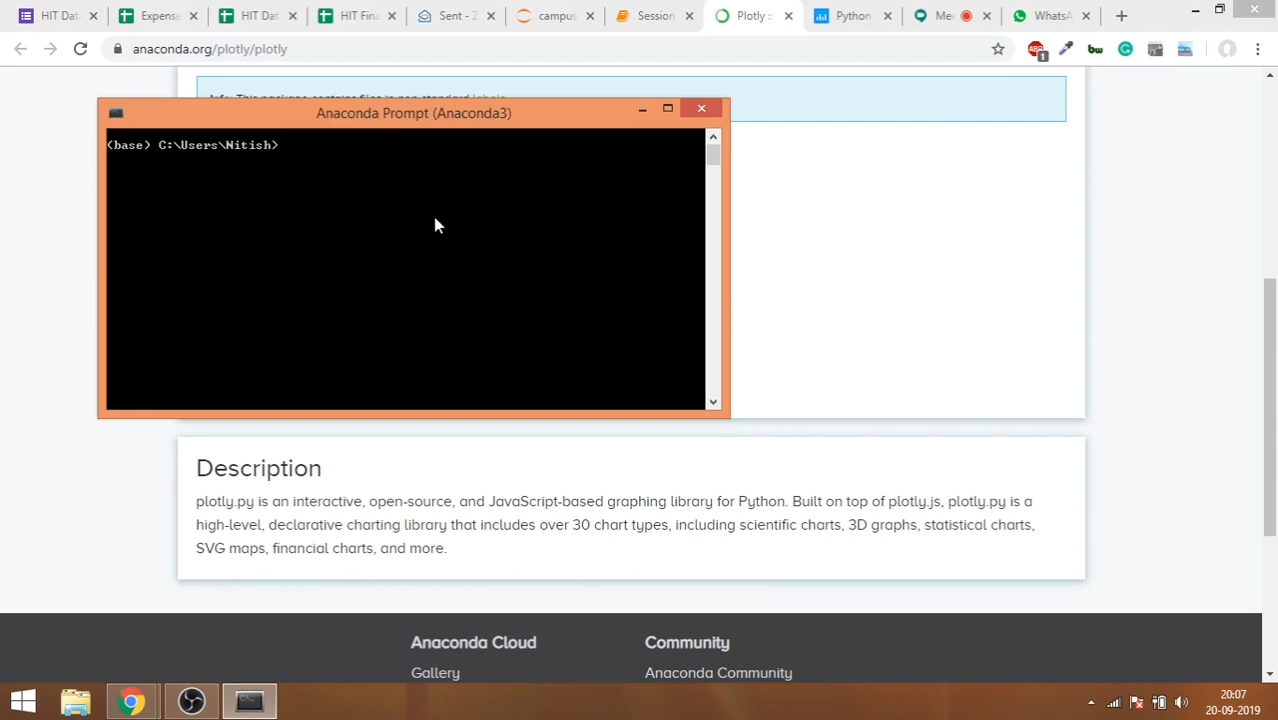 HIT Da
Expense
HIT Dat
HIT Fina
Sent - Z
campus
Session
Plotly ::
Python
Mee
WhatsA
anaconda.org/plotly/plotly
1
Anaconda Prompt (Anaconda3)
(base) C:\Users\Nitish>
Description
plotly.py is an interactive, open-source, and JavaScript-based graphing library for Python. Built on top of plotly.js, plotly.py is a
high-level, declarative charting library that includes over 30 chart types, including scientific charts, 3D graphs, statistical charts,
SVG maps, financial charts, and more.
Anaconda Cloud
Community
Gallery
Anaconda Community
20:07
20-09-2019